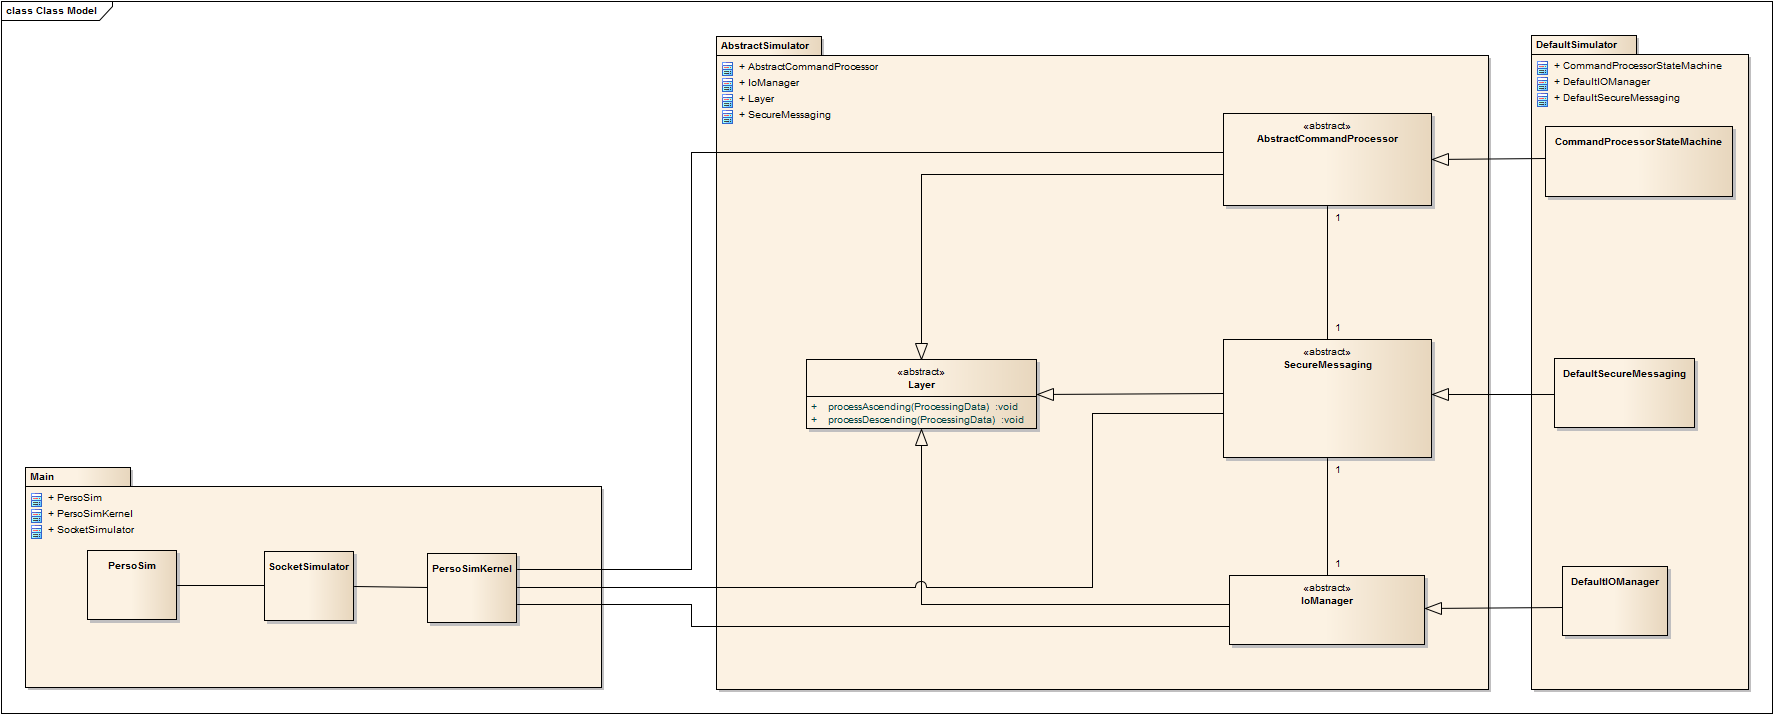 class Class Model
AbstractSimulator
+ AbstractCommandProcessor
+ IoManager
+ Layer
+ SecureMessaging
«abstract»
AbstractCommandProcessor
1
1
«abstract»
SecureMessaging
1
1
«abstract»
IoManager
«abstract»
Layer
+ processAscending(ProcessingData) :void
+ processDescending(ProcessingData) :void
DefaultSimulator
+ CommandProcessorStateMachine
+ DefaultIOManager
+ DefaultSecureMessaging
CommandProcessorStateMachine
DefaultSecureMessaging
DefaultIOManager
Main
+ PersoSim
+ PersoSimKernel
+ SocketSimulator
PersoSim
SocketSimulator
PersoSimKernel